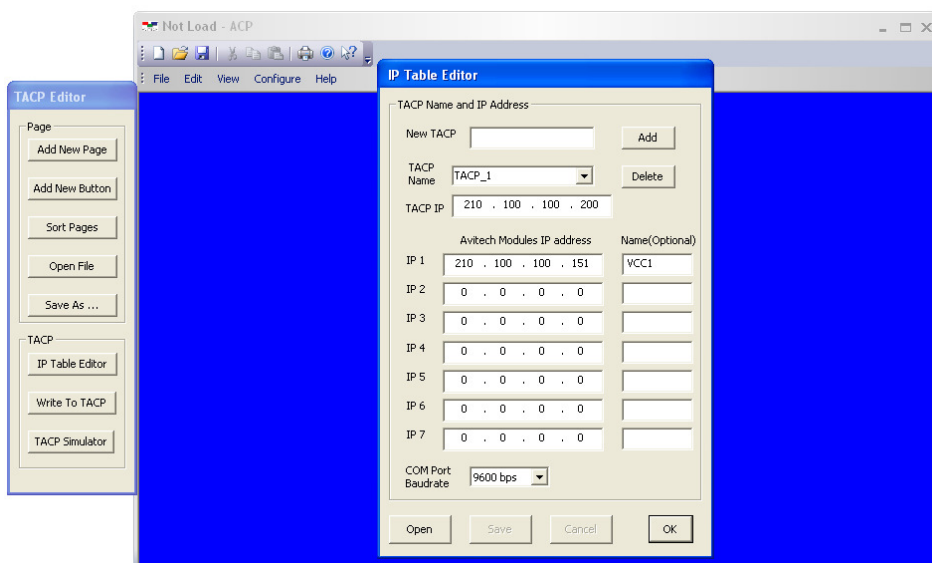 Not Load - ACP
File Edit View Configure Help
TACP Editor
Page
Add New Page
Add New Button
Sort Pages
Open File
Save As ...
TACP
IP Table Editor
Write To TACP
TACP Simulator
IP Table Editor
TACP Name and IP Address
New TACP Add
TACP Name TACP_1 Delete
TACP IP 210 . 100 . 100 . 200
Avitech Modules IP address Name(Optional)
IP 1 210 . 100 . 100 . 151 VCC1
IP 2 0 . 0 . 0 . 0
IP 3 0 . 0 . 0 . 0
IP 4 0 . 0 . 0 . 0
IP 5 0 . 0 . 0 . 0
IP 6 0 . 0 . 0 . 0
IP 7 0 . 0 . 0 . 0
COM Port
Baudrate 9600 bps
Open Save Cancel OK